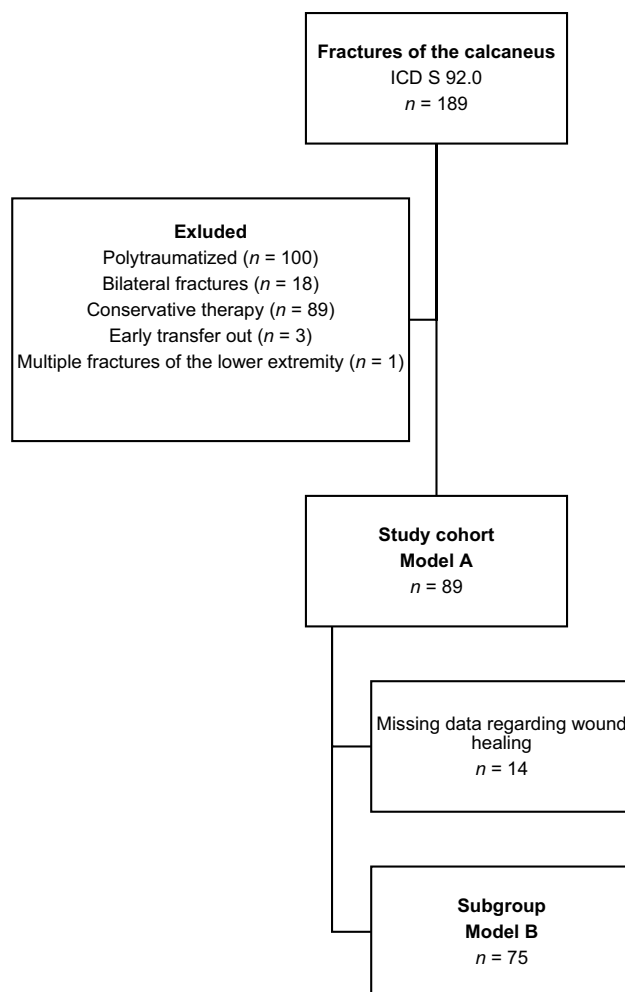 Fractures of the calcaneus
ICD S 92.0
n = 189
Exluded
Polytraumatized (n = 100)
Bilateral fractures (n = 18)
Conservative therapy (n = 89)
Early transfer out (n = 3)
Multiple fractures of the lower extremity (n = 1)
Study cohort
Model A
n = 89
Missing data regarding wound
healing
n = 14
Subgroup
Model B
n = 75